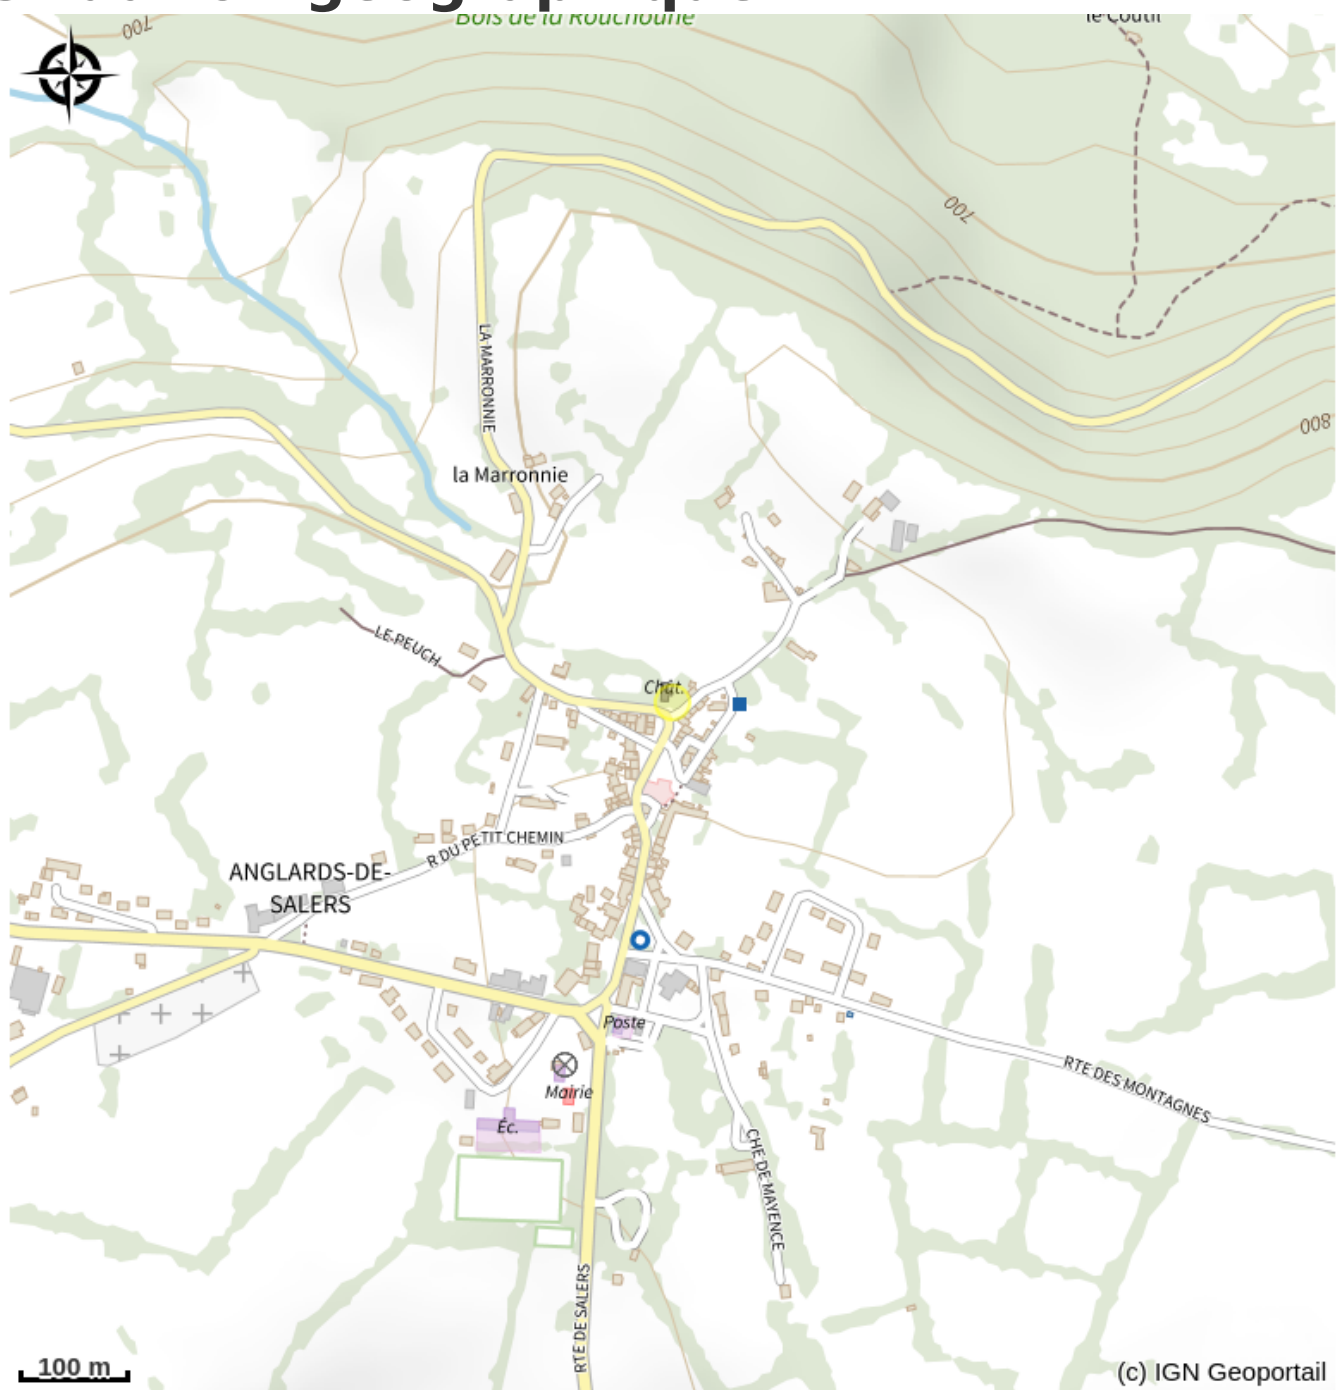 Bois de la Rouchoune
le Coutil
700
700
800
LA MARRONNIE
la Marronnie
LE PEUCH
Chât.
R DU PETIT CHEMIN
ANGLARDS-DE-
SALERS
Poste
Mairie
Éc.
RTE DES MONTAGNES
CHE DE MAYENCE
RTE DE SALERS
100 m
(c) IGN Geoportail